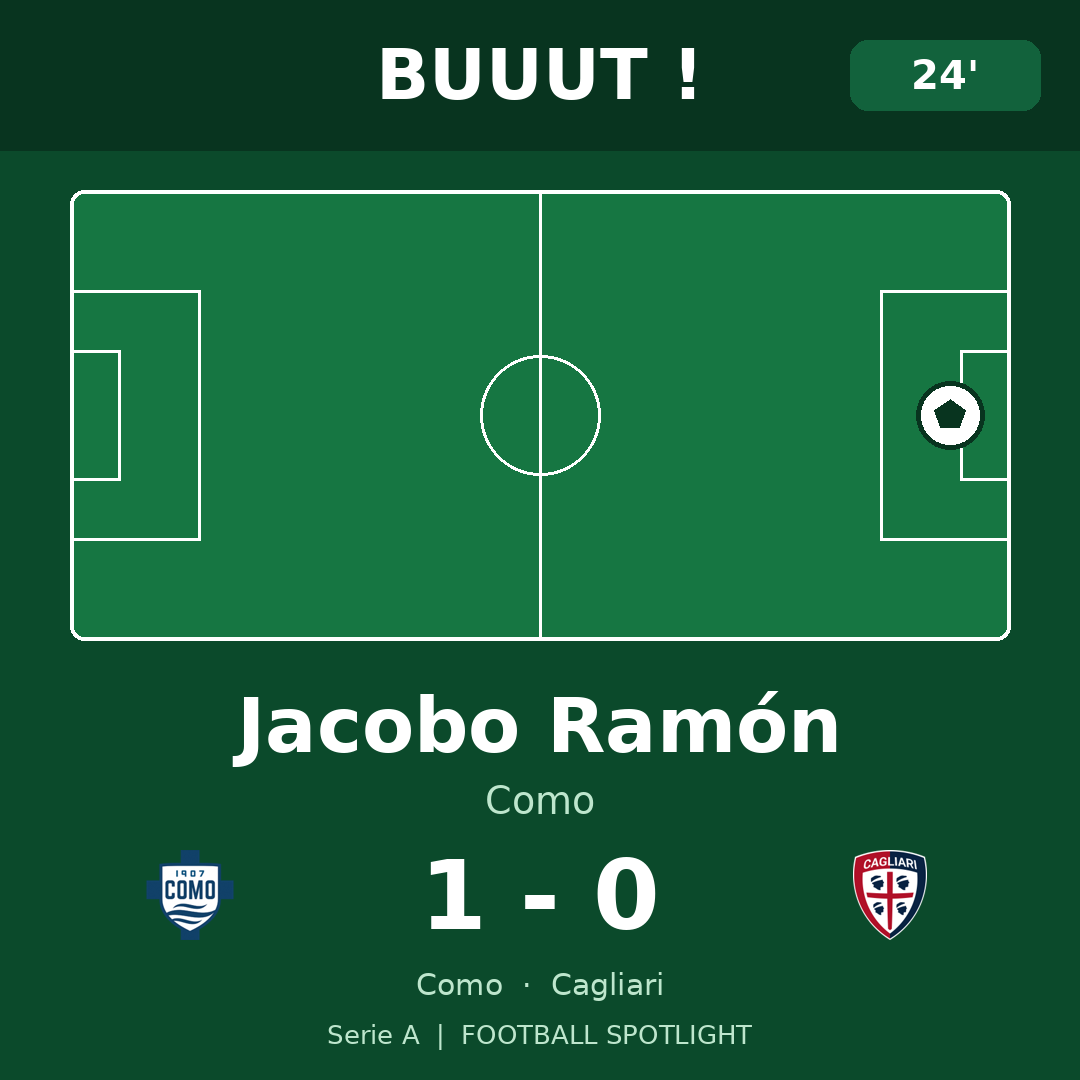 BUUUT !
24'
Jacobo Ramón
Como
1907
COMO
1 - 0
CAGLIARI
Como · Cagliari
Serie A | FOOTBALL SPOTLIGHT